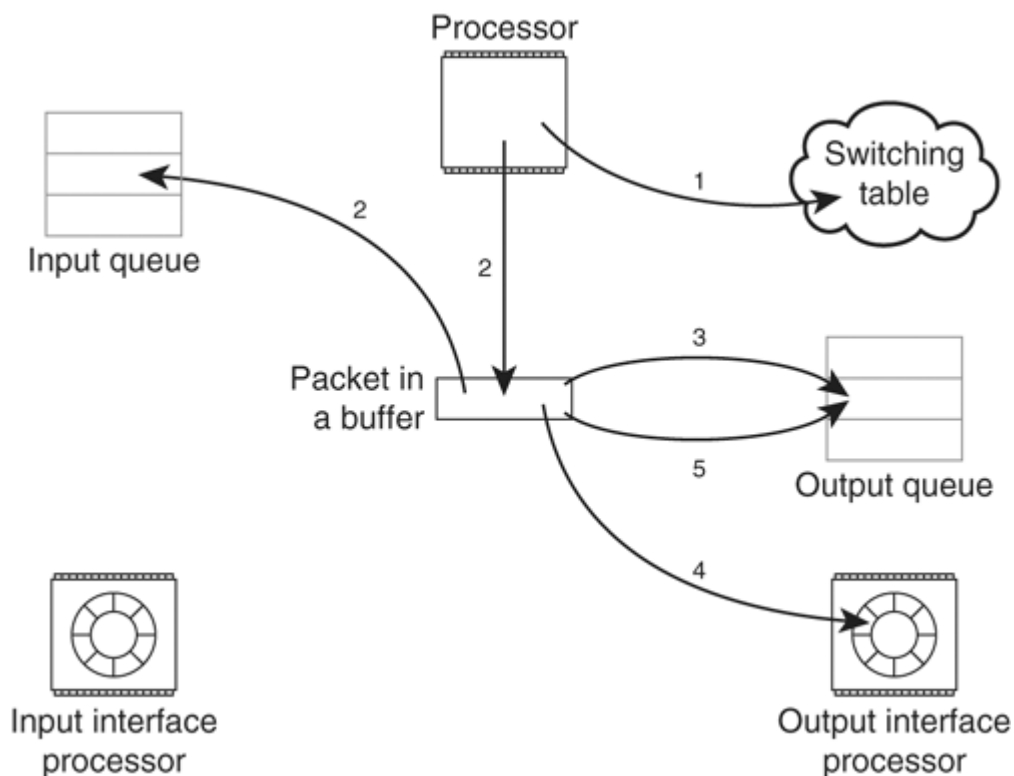 Processor
Switching
table
1
2
Input queue
2
3
Packet in
a buffer
5
Output queue
4
Input interface
processor
Output interface
processor